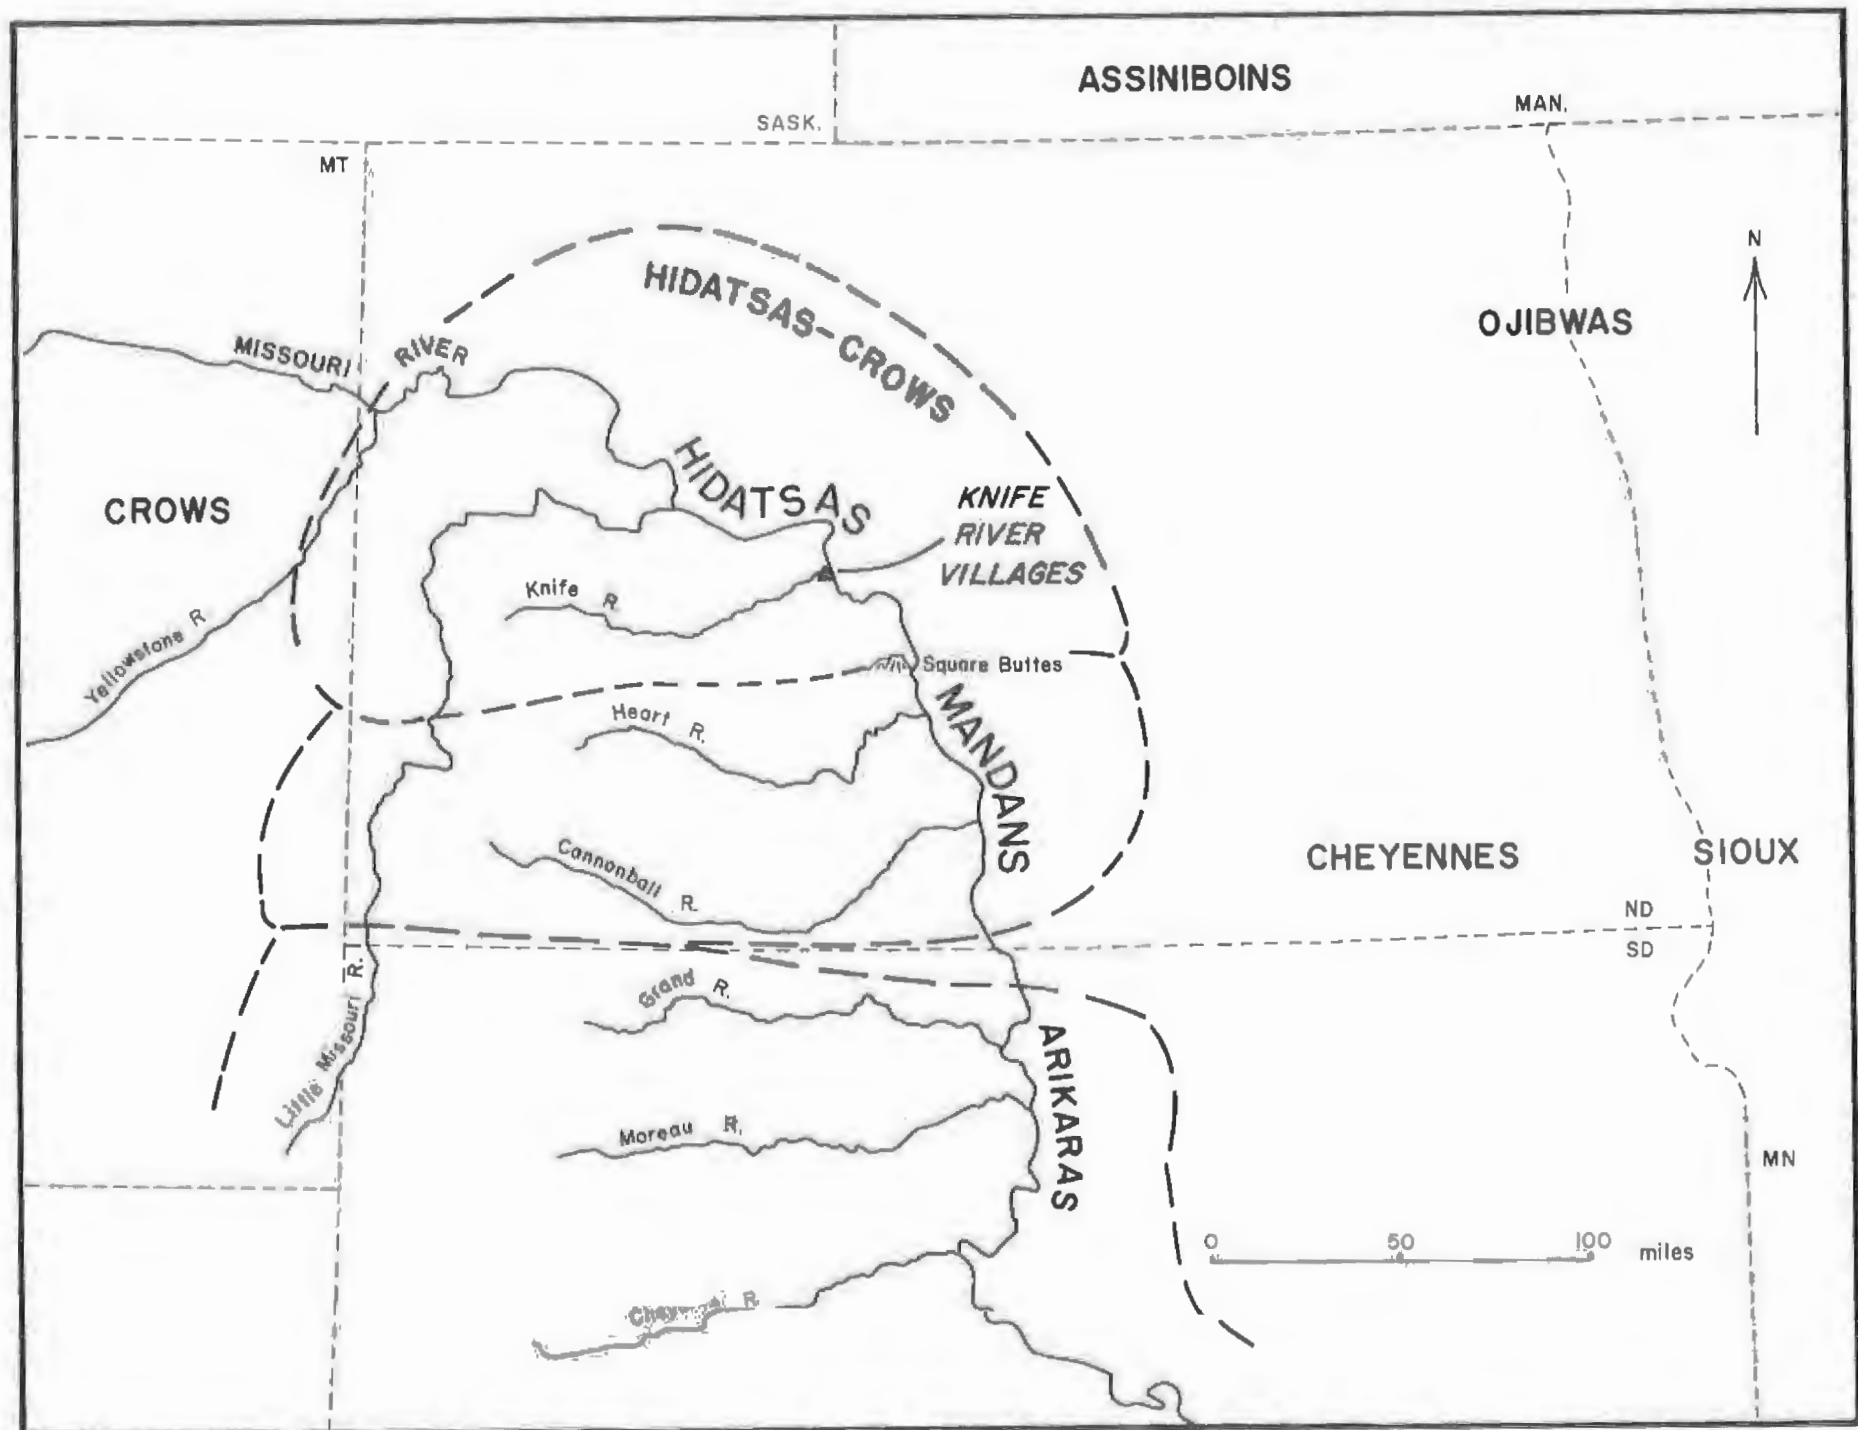 ASSINIBOINS
MAN.
SASK.
MT
N
HIDATSAS-CROWS
OJIBWAS
MISSOURI RIVER
HIDATSAS
CROWS
KNIFE
RIVER
VILLAGES
Knife R.
Yellowstone R.
Square Buttes
Heart R.
MANDANS
Cannonball R.
CHEYENNES
SIOUX
ND
SD
Little Missouri R.
Grand R.
ARIKARAS
Moreau R.
MN
0 50 100 miles
Cheyenne R.